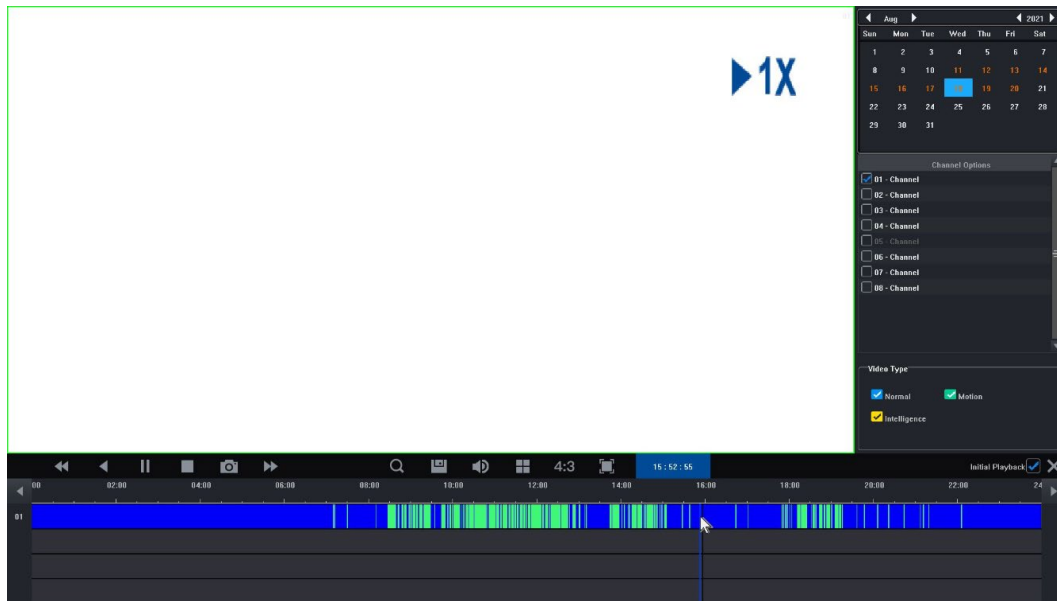 Aug 2021
Sun Mon Tue Wed Thu Fri Sat
1 2 3 4 5 6 7
8 9 10 11 12 13 14
15 16 17 18 19 20 21
22 23 24 25 26 27 28
29 30 31
1X
Channel Options
01 - Channel
02 - Channel
03 - Channel
04 - Channel
05 - Channel
06 - Channel
07 - Channel
08 - Channel
Video Type
Normal Motion
Intelligence
4:3 15:52:55 Initial Playback
00 02:00 04:00 06:00 08:00 10:00 12:00 14:00 16:00 18:00 20:00 22:00 24
01